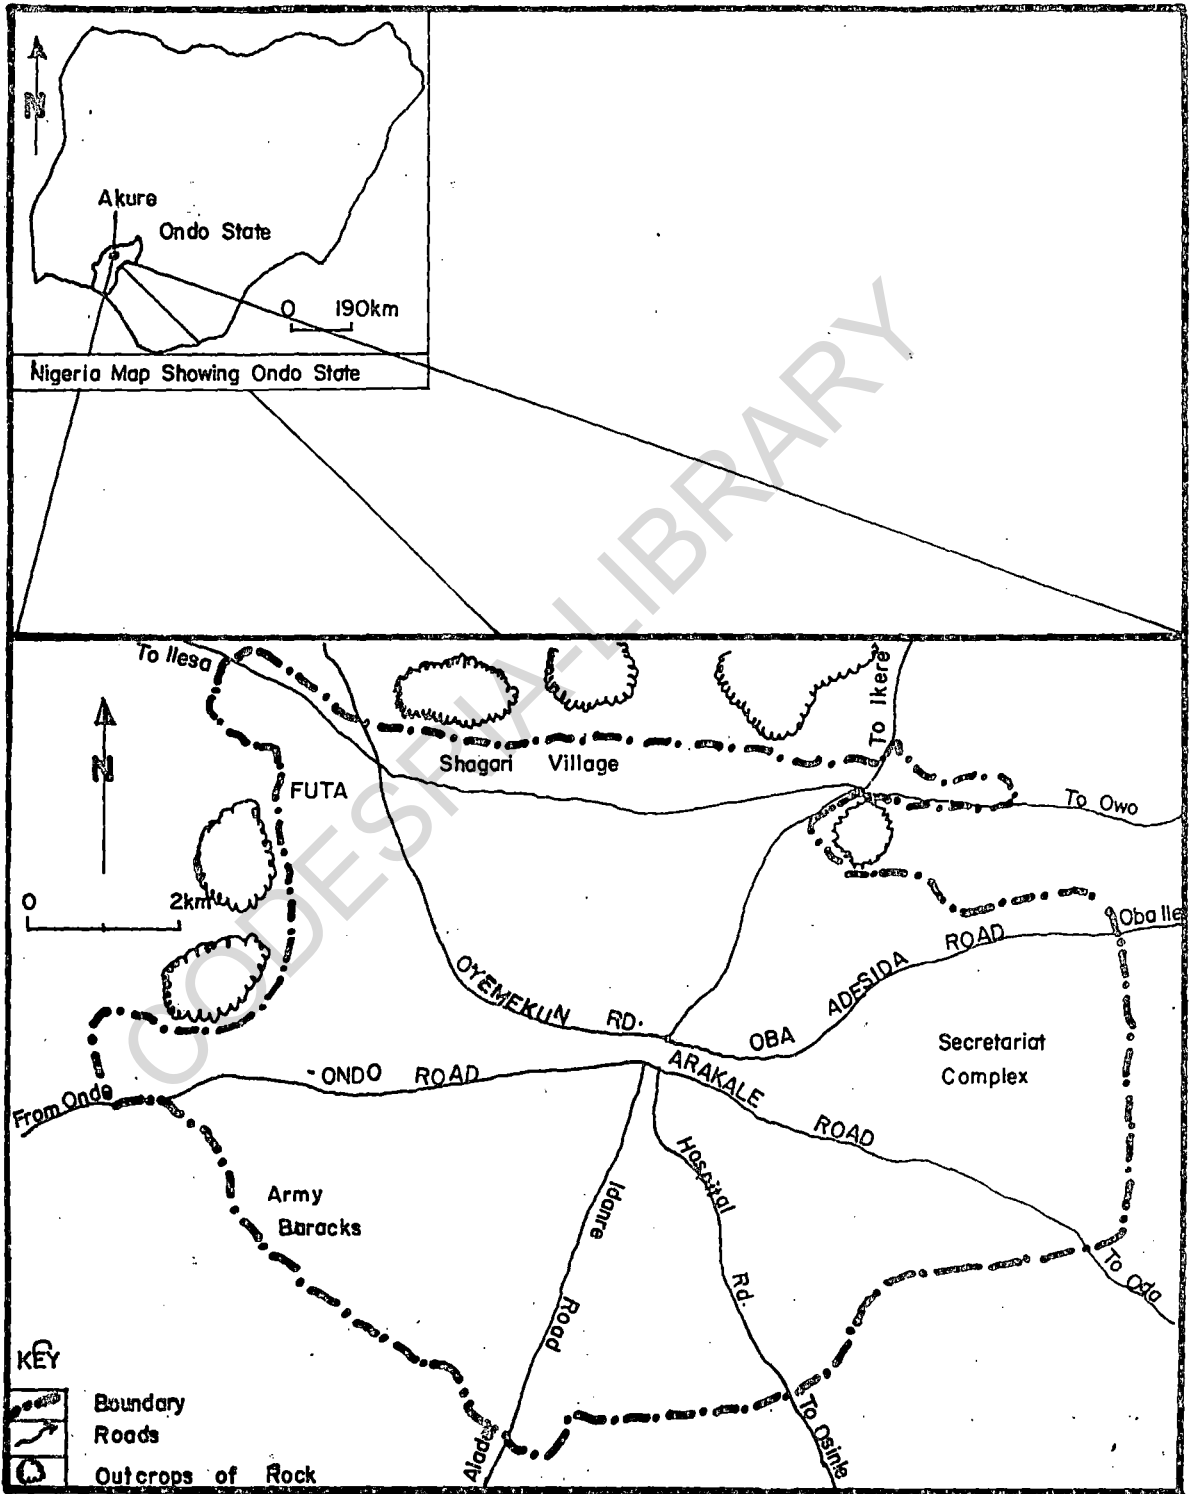 N
Akure
Ondo State
0 190km
Nigeria Map Showing Ondo State
CODESRIA-LIBRARY
To Ilesa
To Ikere
N
Shagari Village
FUTA
To Owo
0 2km
Oba Ile
OYEMEKUN RD.
OBA ADESIDA ROAD
Secretariat
Complex
ONDO ROAD
ARAKALE ROAD
From Ondo
Hospital Rd.
Idanre Road
Army
Baracks
To Oda
KEY
Boundary
Roads
Outcrops of Rock
Alade
To Osinle